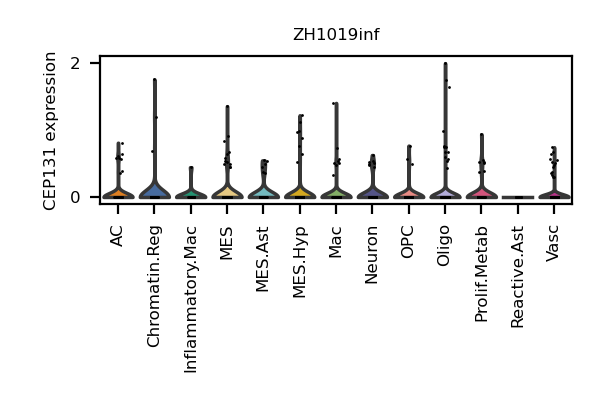 ZH1019inf
CEP131 expression
2
0
AC
Chromatin.Reg
Inflammatory.Mac
MES
MES.Ast
MES.Hyp
Mac
Neuron
OPC
Oligo
Prolif.Metab
Reactive.Ast
Vasc